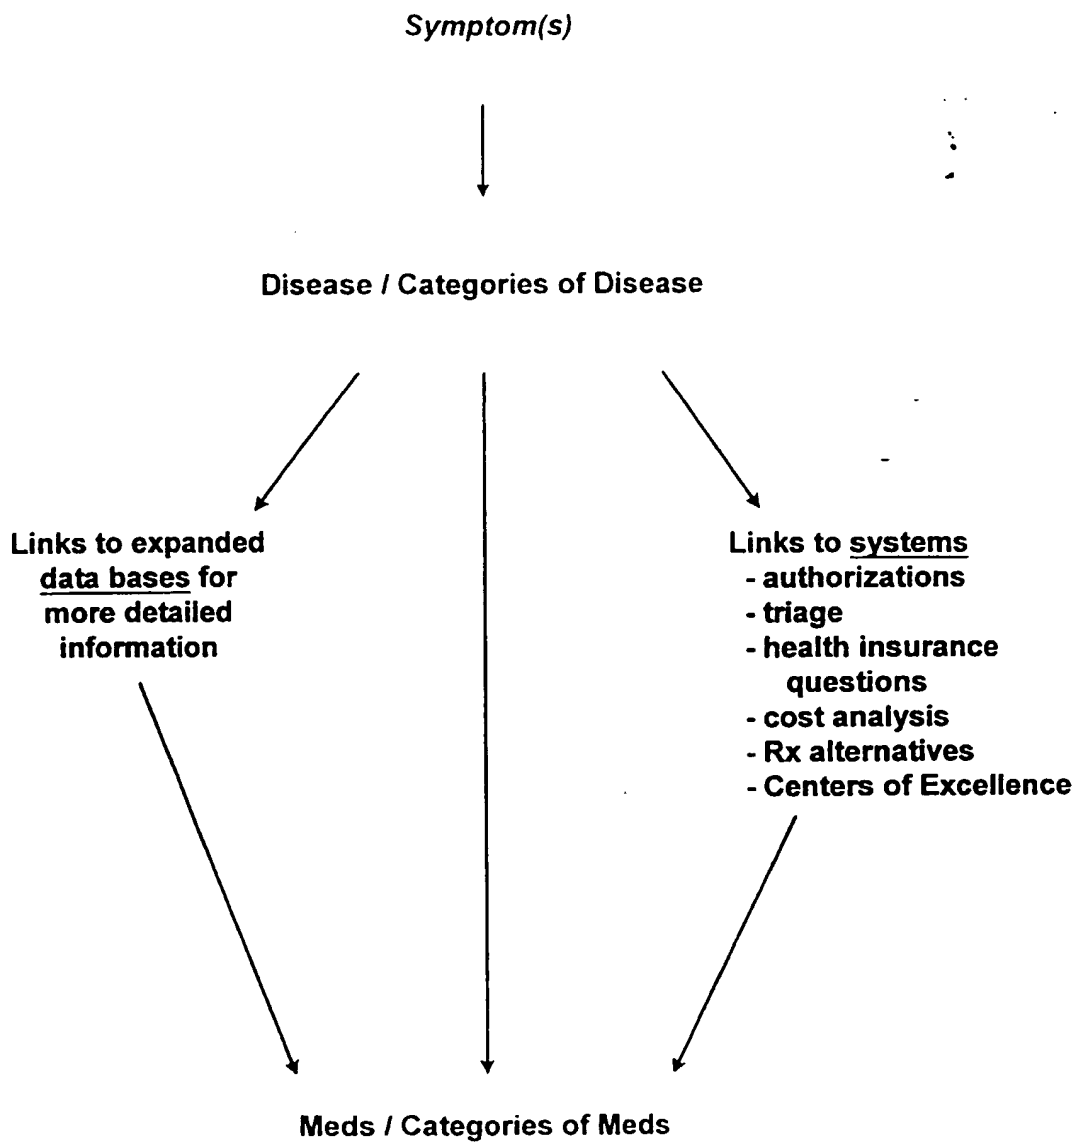 Symptom(s)
Disease / Categories of Disease
Links to expanded
data bases for
more detailed
information
Links to systems
- authorizations
- triage
- health insurance
questions
- cost analysis
- Rx alternatives
- Centers of Excellence
Meds / Categories of Meds